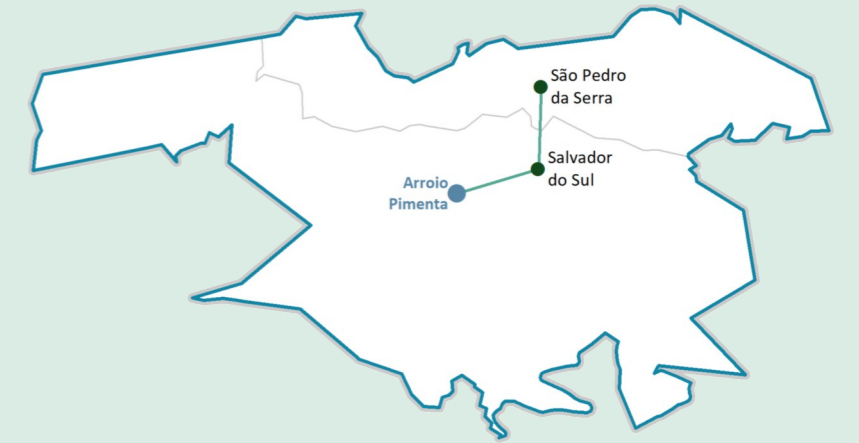 São Pedro
da Serra
Salvador
do Sul
Arroio
Pimenta